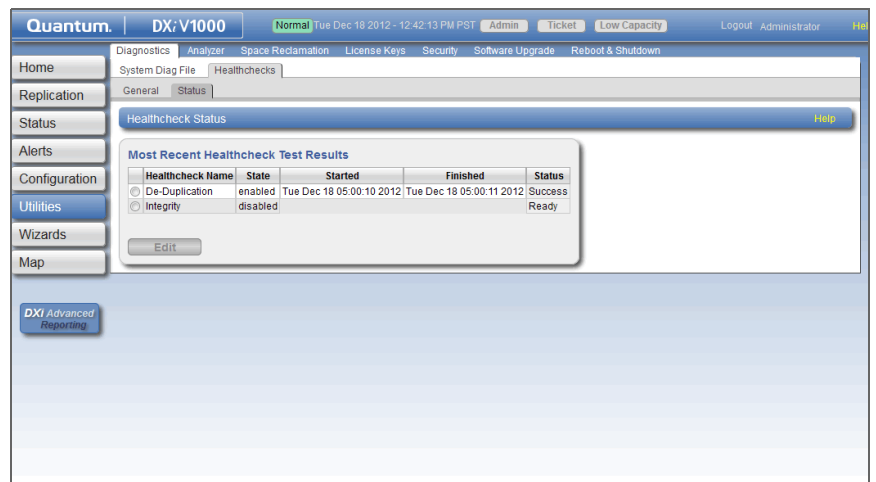 Quantum. DXi V1000 Normal Tue Dec 18 2012 - 12:42:13 PM PST Admin Ticket Low Capacity Logout Administrator Hel
Diagnostics Analyzer Space Reclamation License Keys Security Software Upgrade Reboot & Shutdown
System Diag File Healthchecks
General Status
Home
Replication
Status
Alerts
Configuration
Utilities
Wizards
Map
DXi Advanced
Reporting
Healthcheck Status Help
Most Recent Healthcheck Test Results
Healthcheck Name State Started Finished Status
De-Duplication enabled Tue Dec 18 05:00:10 2012 Tue Dec 18 05:00:11 2012 Success
Integrity disabled Ready
Edit